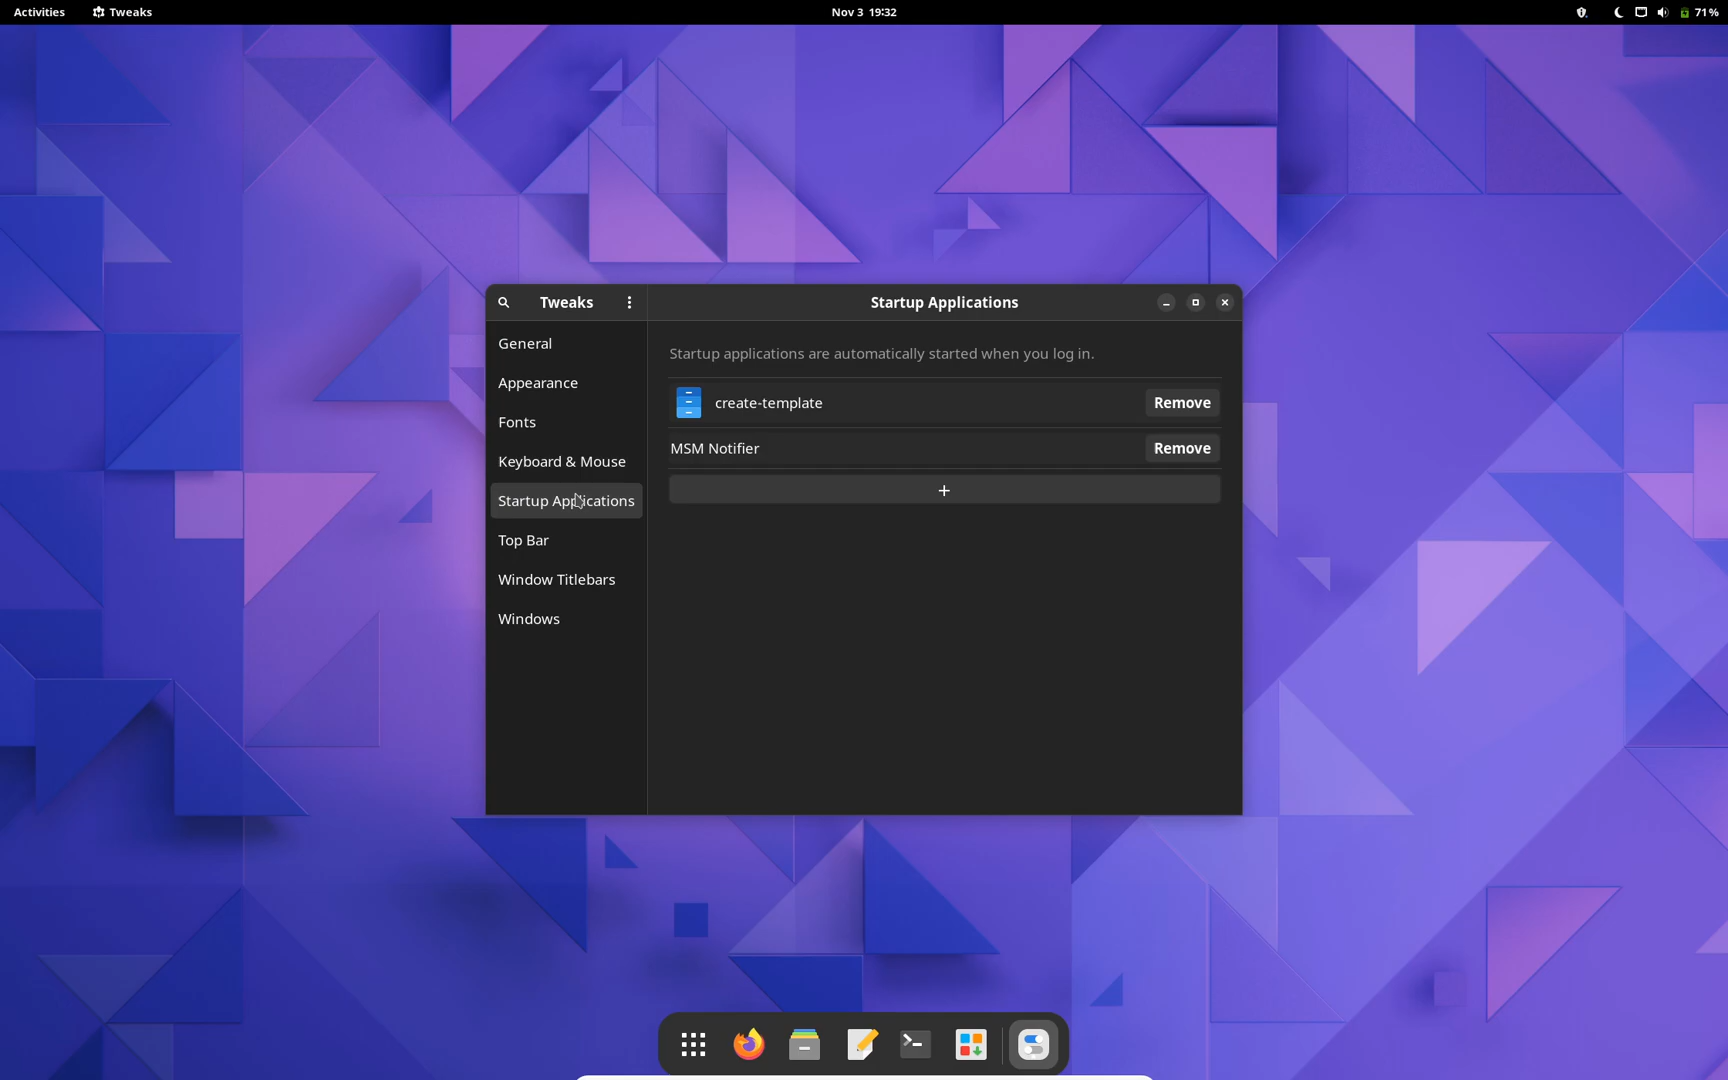 Activities
Tweaks
Nov 3 19:32
71%
Tweaks
Startup Applications
General
Appearance
Fonts
Keyboard & Mouse
Startup Applications
Top Bar
Window Titlebars
Windows
Startup applications are automatically started when you log in.
create-template
Remove
MSM Notifier
Remove
+